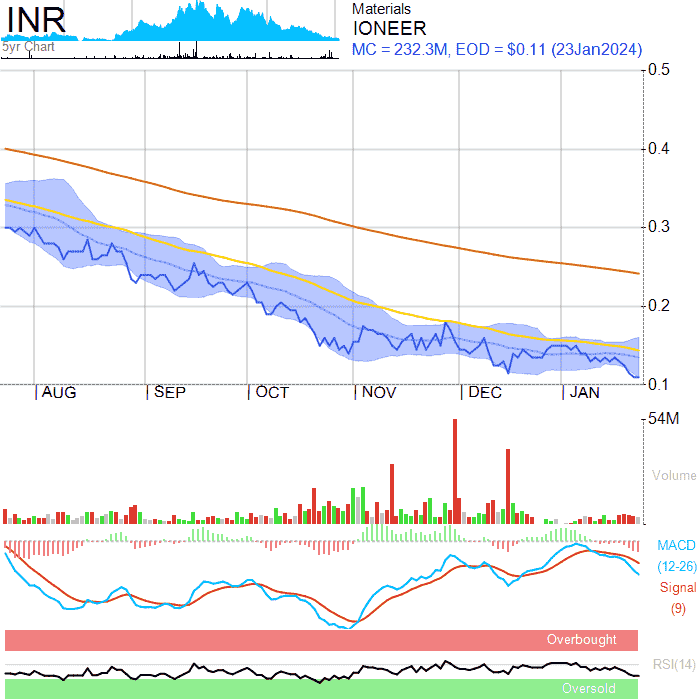 INR
5yr Chart
Materials
IONEER
MC = 232.3M, EOD = $0.11 (23Jan2024)
0.5
0.4
0.3
0.2
0.1
AUG
SEP
OCT
NOV
DEC
JAN
54M
Volume
MACD
(12-26)
Signal
(9)
Overbought
RSI(14)
Oversold